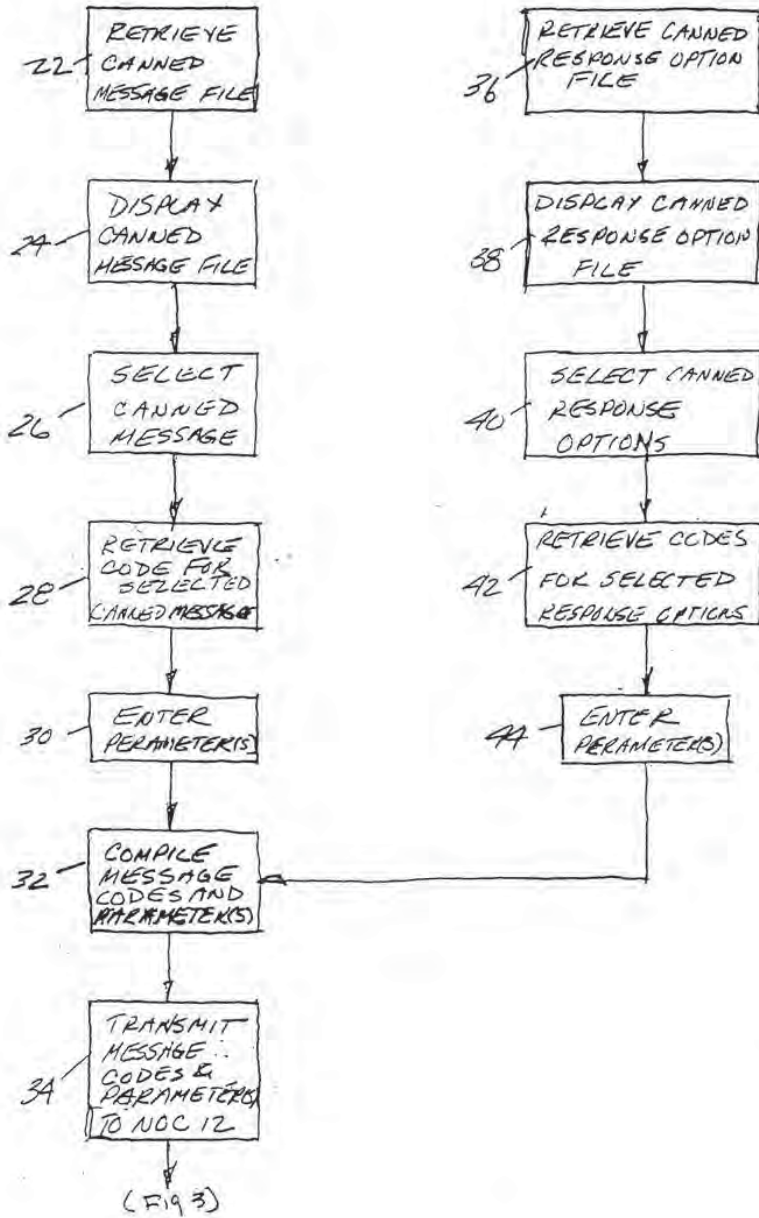 22
RETRIEVE
CANNED
MESSAGE FILE
24
DISPLAY
CANNED
MESSAGE FILE
26
SELECT
CANNED
MESSAGE
28
RETRIEVE
CODE FOR
SELECTED
CANNED MESSAGE
30
ENTER
PERAMETER(S)
32
COMPILE
MESSAGE
CODES AND
PARAMETER(S)
34
TRANSMIT
MESSAGE
CODES &
PARAMETER(S)
TO NOC 12
(FIG 3)
36
RETRIEVE CANNED
RESPONSE OPTION
FILE
38
DISPLAY CANNED
RESPONSE OPTION
FILE
40
SELECT CANNED
RESPONSE
OPTIONS
42
RETRIEVE CODES
FOR SELECTED
RESPONSE OPTIONS
44
ENTER
PERAMETER(S)